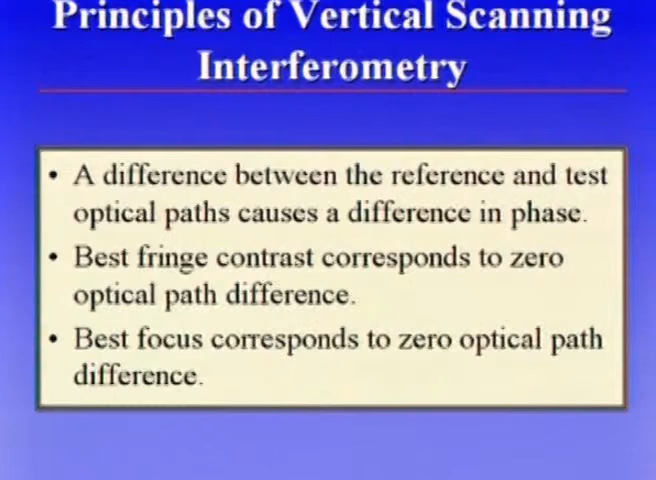 Principles of Vertical Scanning
Interferometry
• A difference between the reference and test
optical paths causes a difference in phase.
• Best fringe contrast corresponds to zero
optical path difference.
• Best focus corresponds to zero optical path
difference.